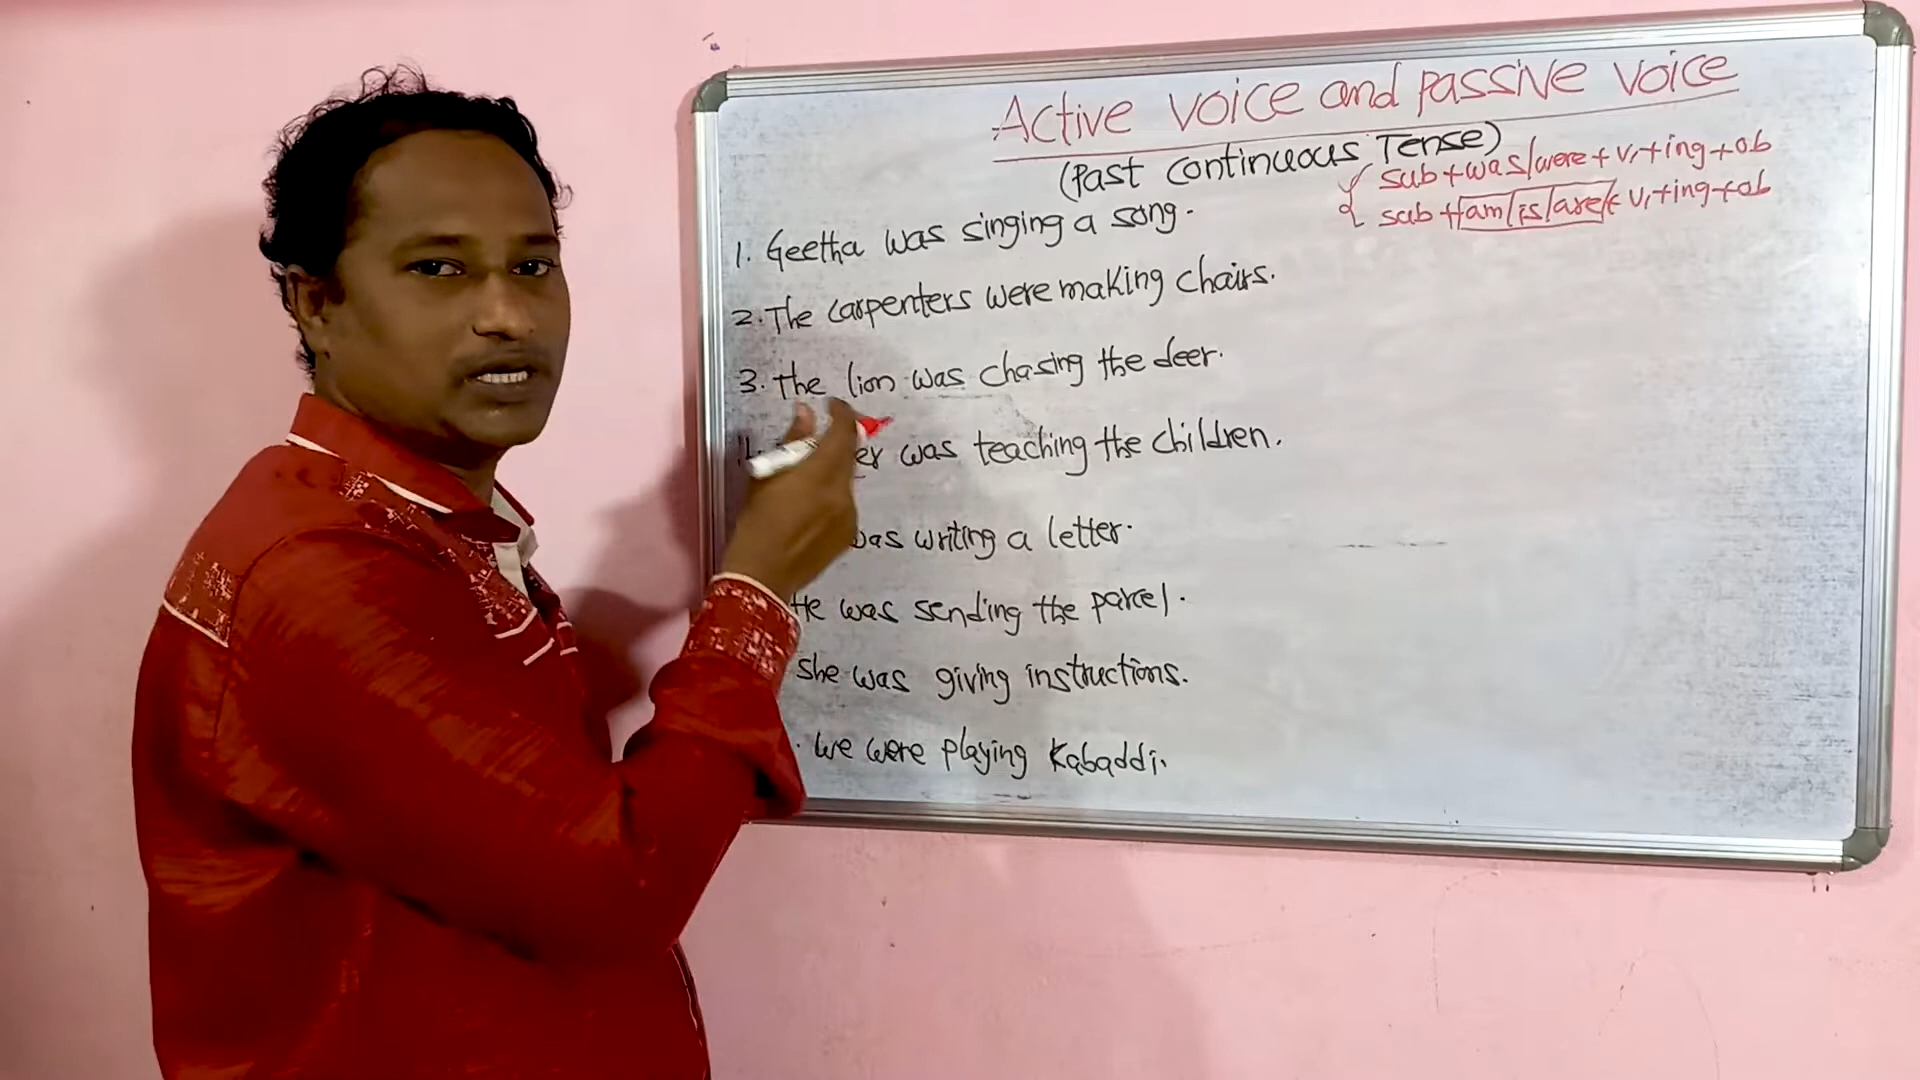 Active voice and passive voice
(Past continuous Tense)
sub+was/were+V1+ing+ob
sub+am/is/are+V1+ing+ob
1. Geetha was singing a song.
2. The carpenters were making chairs.
3. The lion was chasing the deer.
was teaching the children.
was writing a letter.
He was sending the parcel.
She was giving instructions.
We were playing Kabaddi.